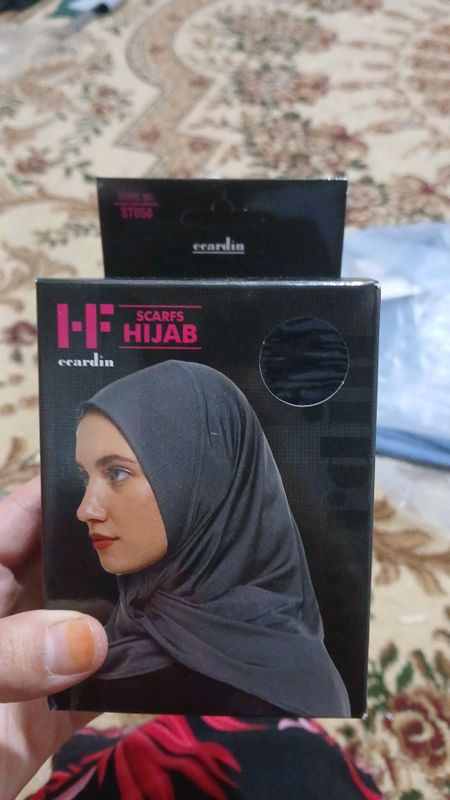 ST058
ecardin
HF
SCARFS
HIJAB
ecardin